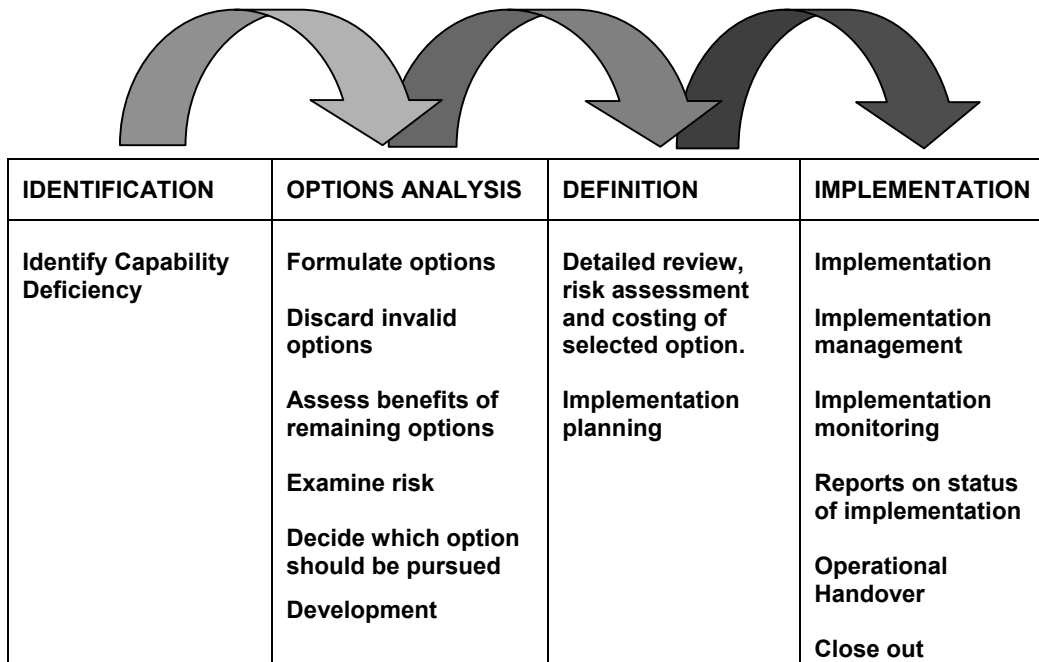 IDENTIFICATION
OPTIONS ANALYSIS
DEFINITION
IMPLEMENTATION
Identify Capability
Deficiency
Formulate options
Discard invalid
options
Assess benefits of
remaining options
Examine risk
Decide which option
should be pursued
Development
Detailed review,
risk assessment
and costing of
selected option.
Implementation
planning
Implementation
Implementation
management
Implementation
monitoring
Reports on status
of implementation
Operational
Handover
Close out